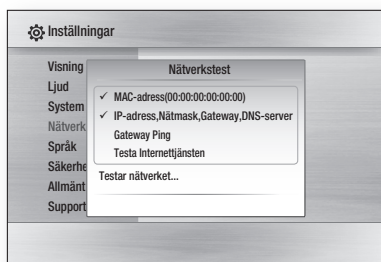 Inställningar
Visning
Nätverkstest
Ljud
System
Nätverk
Språk
Säkerhe
Allmänt
Support
✓ MAC-adress(00:00:00:00:00:00)
✓ IP-adress,Nätmask,Gateway,DNS-server
Gateway Ping
Testa Internettjänsten
Testar nätverket...